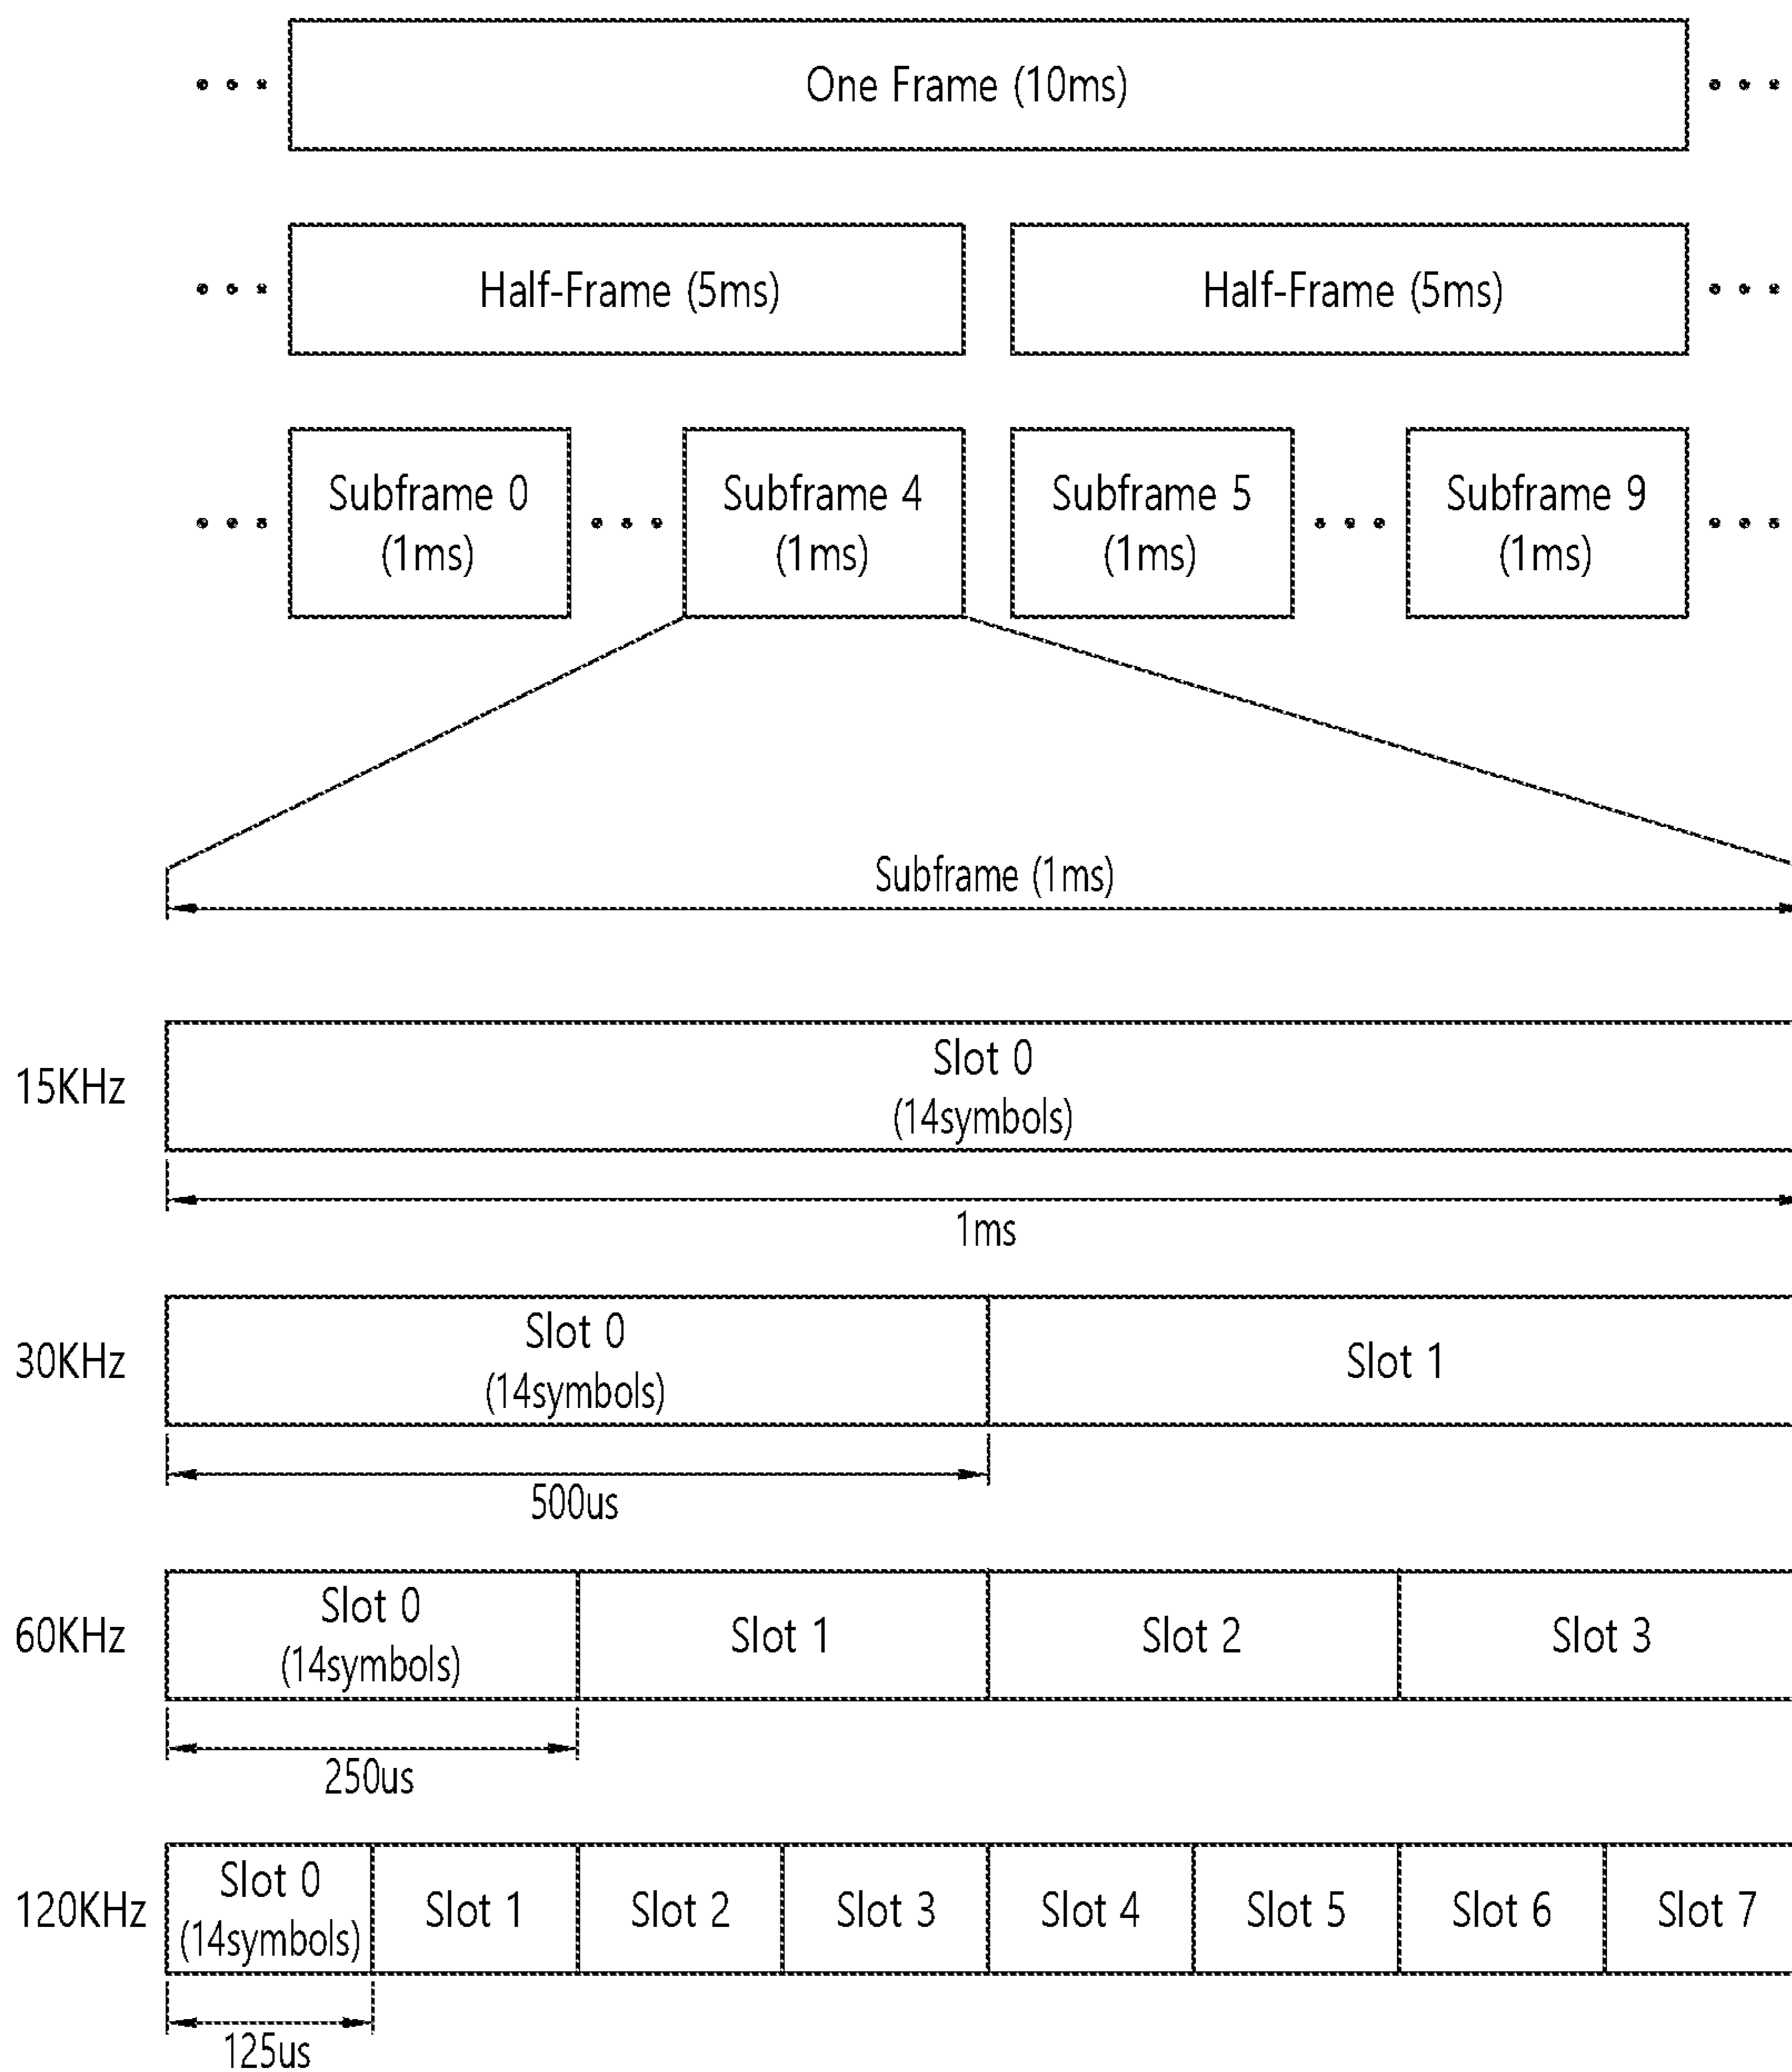 One Frame (10ms)
Half-Frame (5ms)
Half-Frame (5ms)
Subframe 0
(1ms)
Subframe 4
(1ms)
Subframe 5
(1ms)
Subframe 9
(1ms)
Subframe (1ms)
15KHz
Slot 0
(14symbols)
1ms
30KHz
Slot 0
(14symbols)
Slot 1
500us
60KHz
Slot 0
(14symbols)
Slot 1
Slot 2
Slot 3
250us
120KHz
Slot 0
(14symbols)
Slot 1
Slot 2
Slot 3
Slot 4
Slot 5
Slot 6
Slot 7
125us